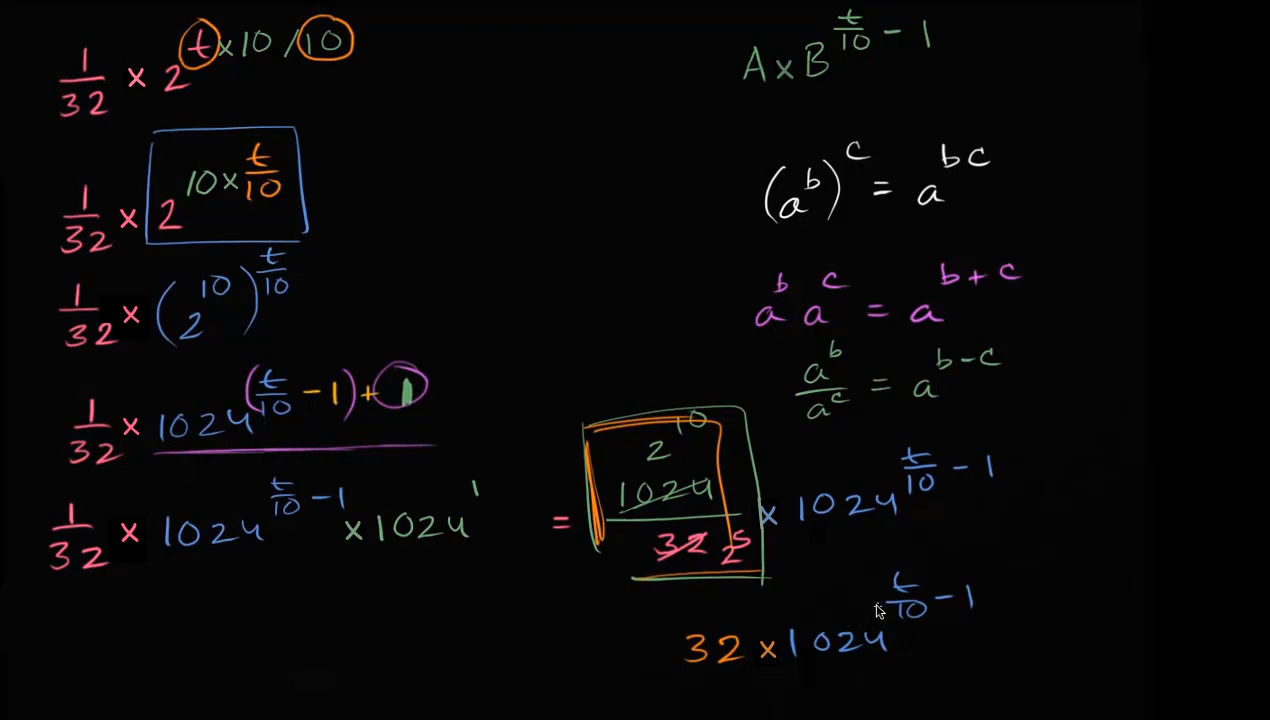 1/32 × 2^(t×10/10)
1/32 × 2^(10×t/10)
1/32 × (2^10)^(t/10)
1/32 × 1024^((t/10 - 1) + 1)
1/32 × 1024^(t/10 - 1) × 1024^1 = 2^10 1024 / 32 2^5 × 1024^(t/10 - 1)
32 × 1024^(t/10 - 1)
A × B^(t/10 - 1)
(a^b)^c = a^(bc)
a^b a^c = a^(b+c)
a^b/a^c = a^(b-c)